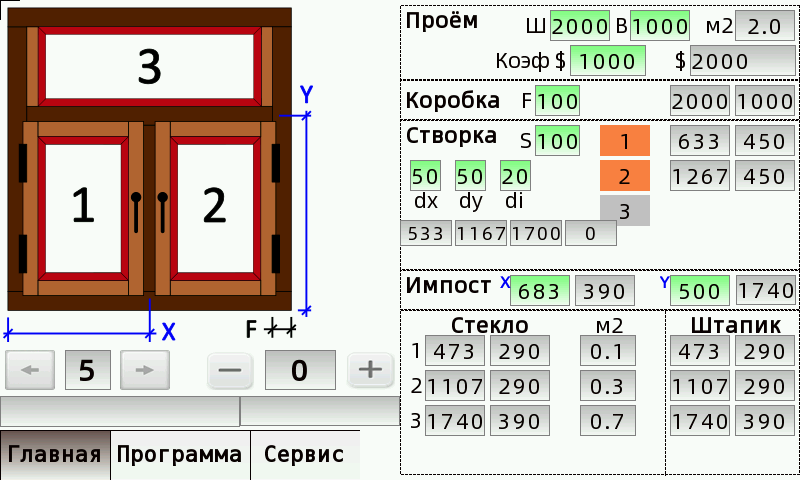 3
1
2
Y
X
F
5
0
Главная
Программа
Сервис
Проём
Ш 2000 В 1000 м2 2.0
Коэф $ 1000 $ 2000
Коробка F 100 2000 1000
Створка S 100 1 633 450
50 50 20 2 1267 450
dx dy di 3
533 1167 1700 0
Импост X 683 390 Y 500 1740
Стекло м2 Штапик
1 473 290 0.1 473 290
2 1107 290 0.3 1107 290
3 1740 390 0.7 1740 390